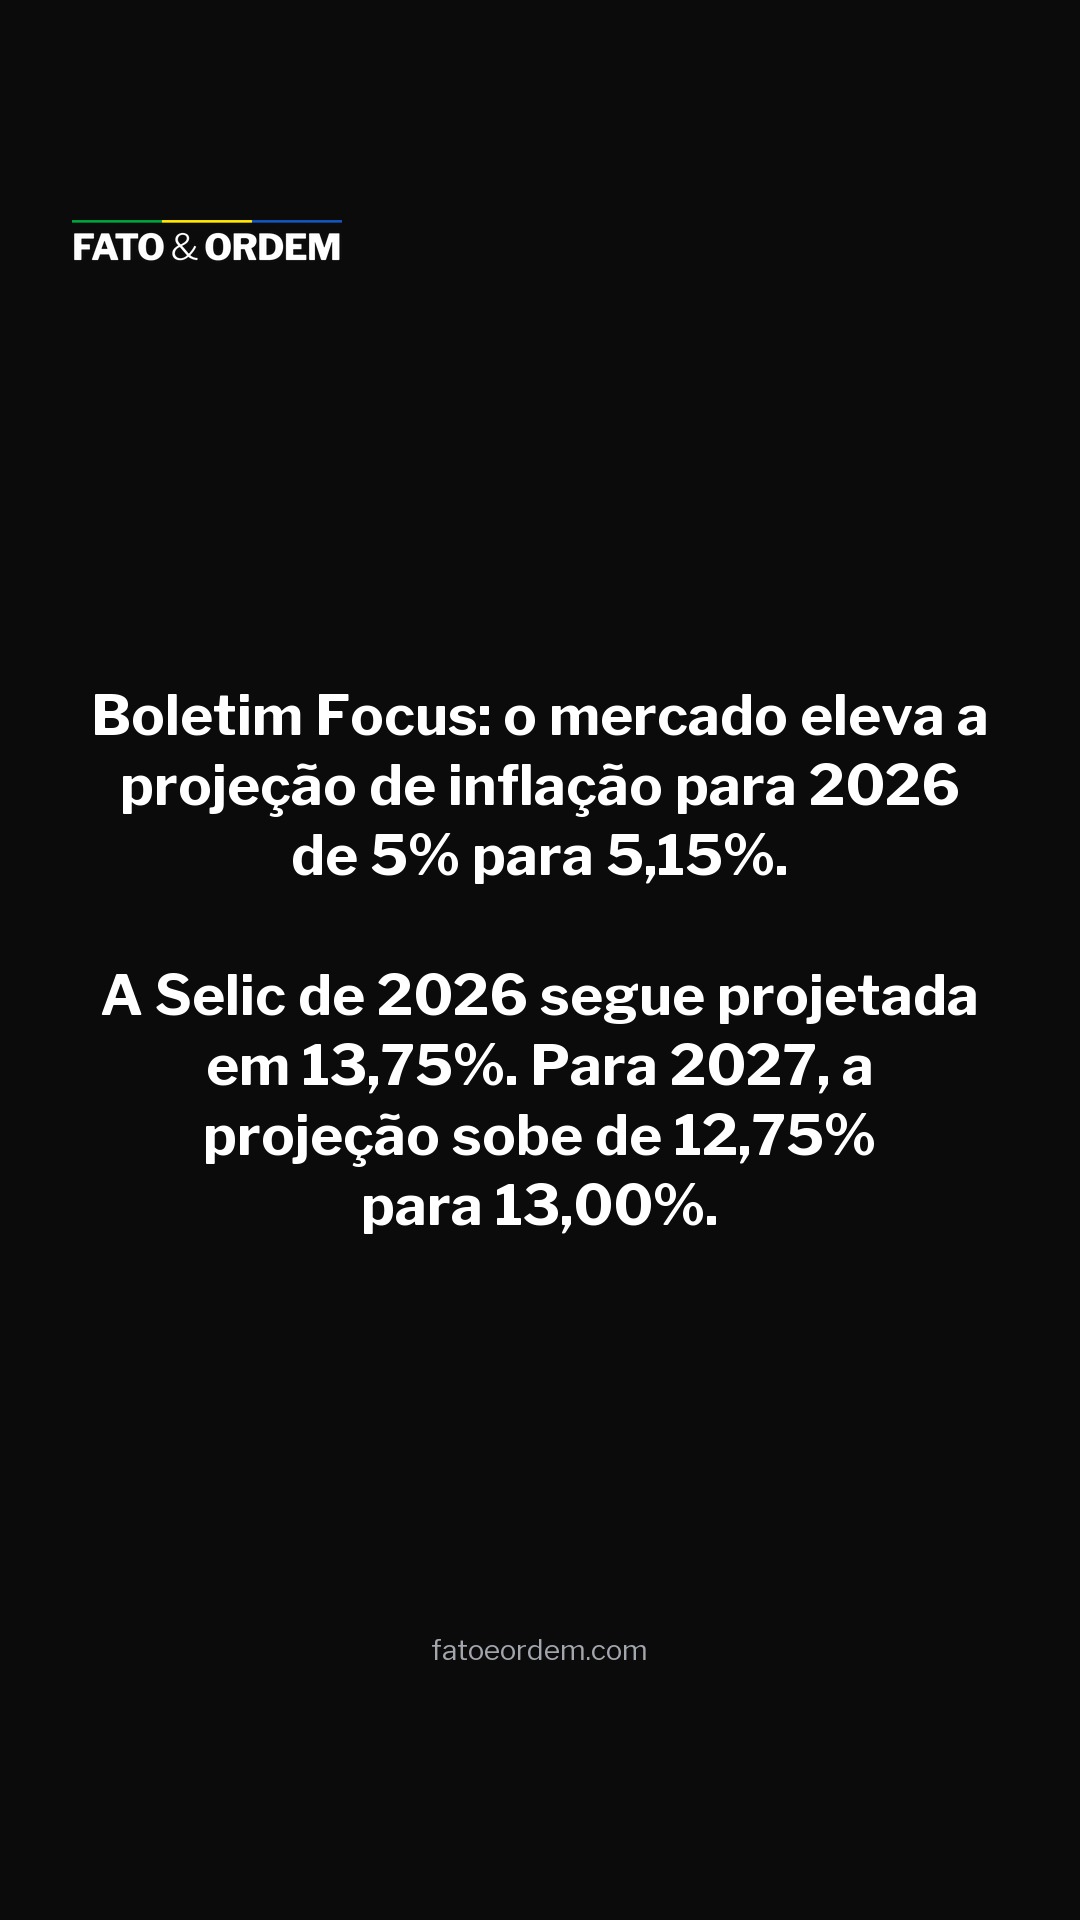 FATO & ORDEM
Boletim Focus: o mercado eleva a
projeção de inflação para 2026
de 5% para 5,15%.
A Selic de 2026 segue projetada
em 13,75%. Para 2027, a
projeção sobe de 12,75%
para 13,00%.
fatoeordem.com